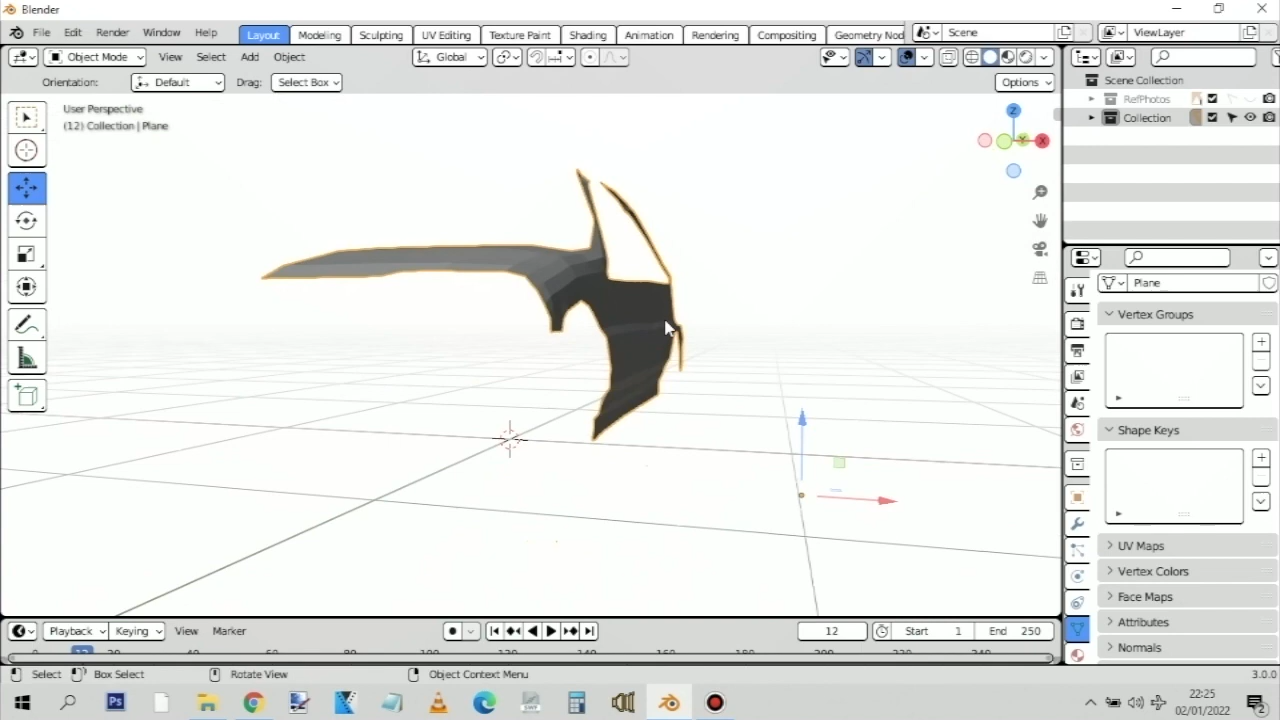 Blender
File Edit Render Window Help Layout Modeling Sculpting UV Editing Texture Paint Shading Animation Rendering Compositing Geometry Nod Scene ViewLayer
Object Mode View Select Add Object Global
Orientation: Default Drag: Select Box Options
User Perspective
(12) Collection | Plane
Z
X
Y
Scene Collection
RefPhotos
Collection
Plane
Vertex Groups
Shape Keys
UV Maps
Vertex Colors
Face Maps
Attributes
Normals
Playback Keying View Marker 12 Start 1 End 250
Select Box Select Rotate View Object Context Menu 3.0.0
Ps
22:25
02/01/2022
2